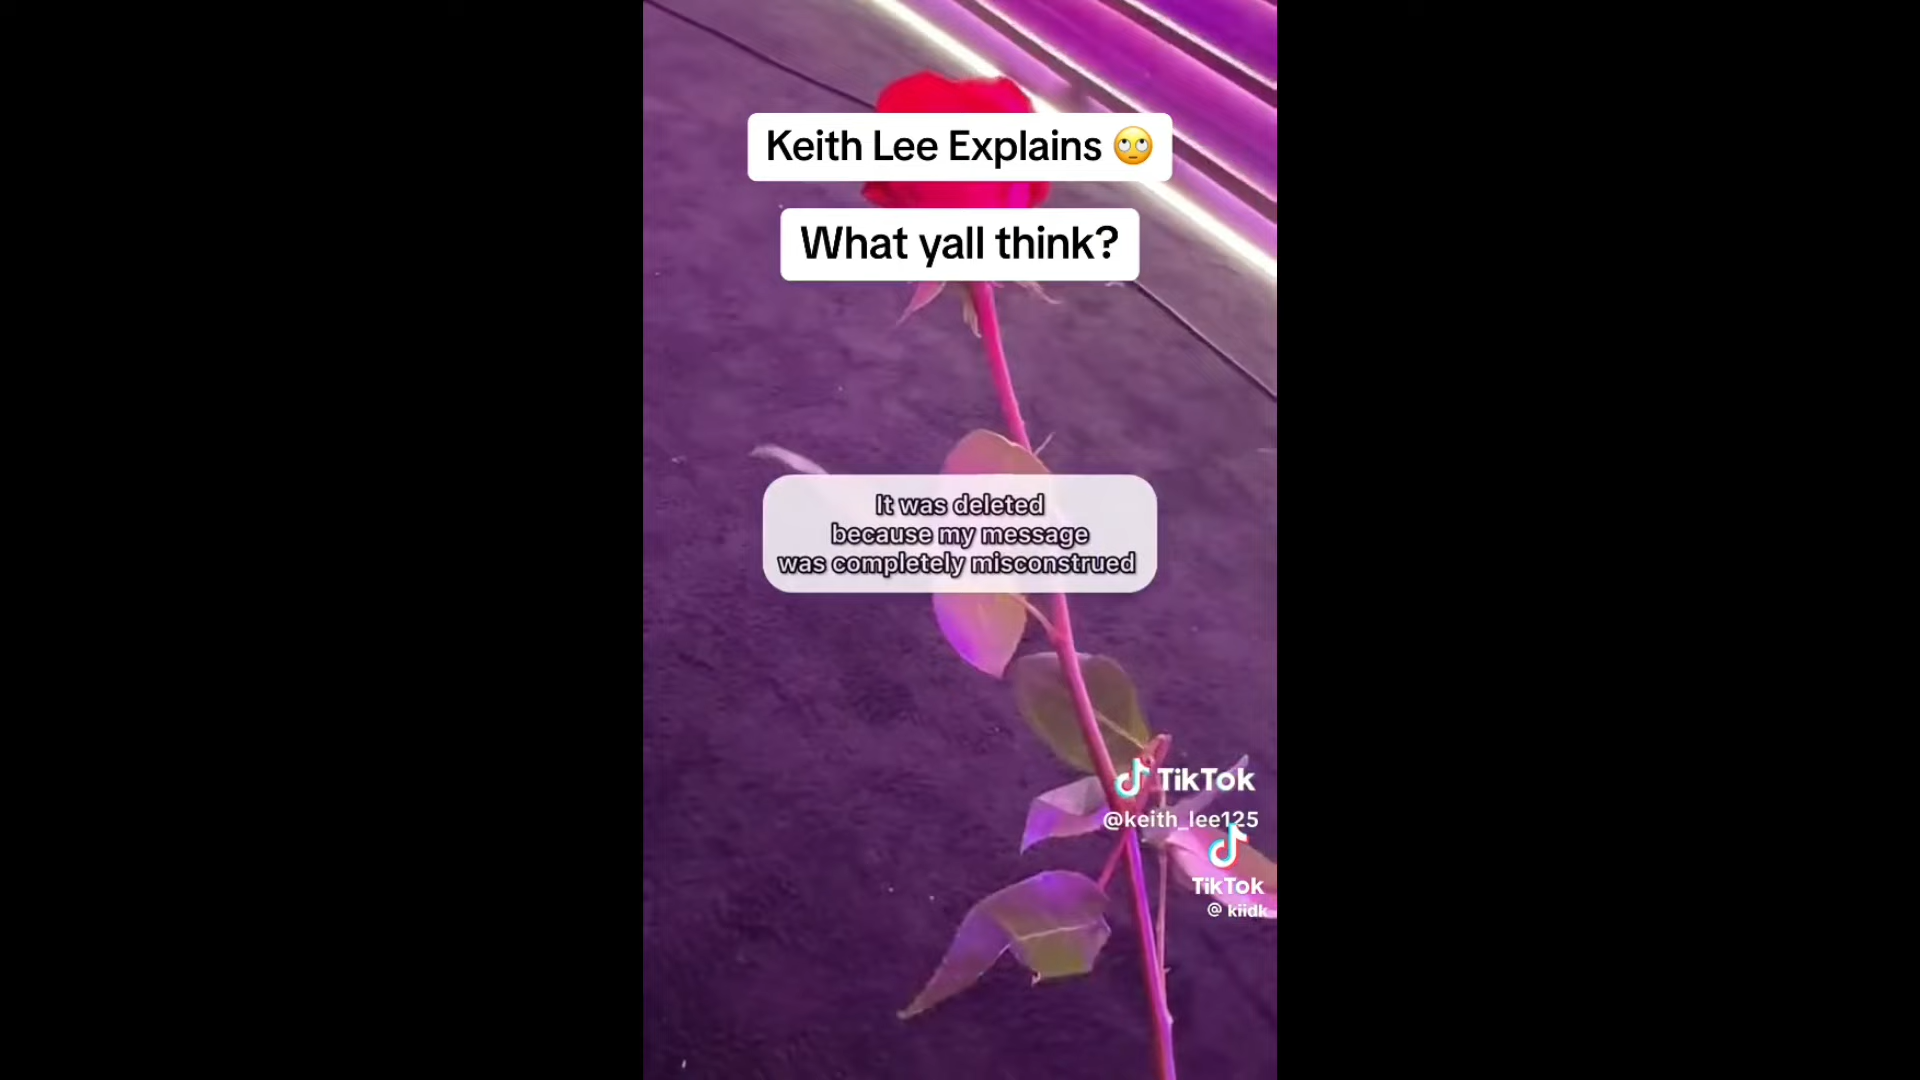 Keith Lee Explains 🙄
What yall think?
It was deleted
because my message
was completely misconstrued
TikTok
@keith_lee125
TikTok
@ kiidk